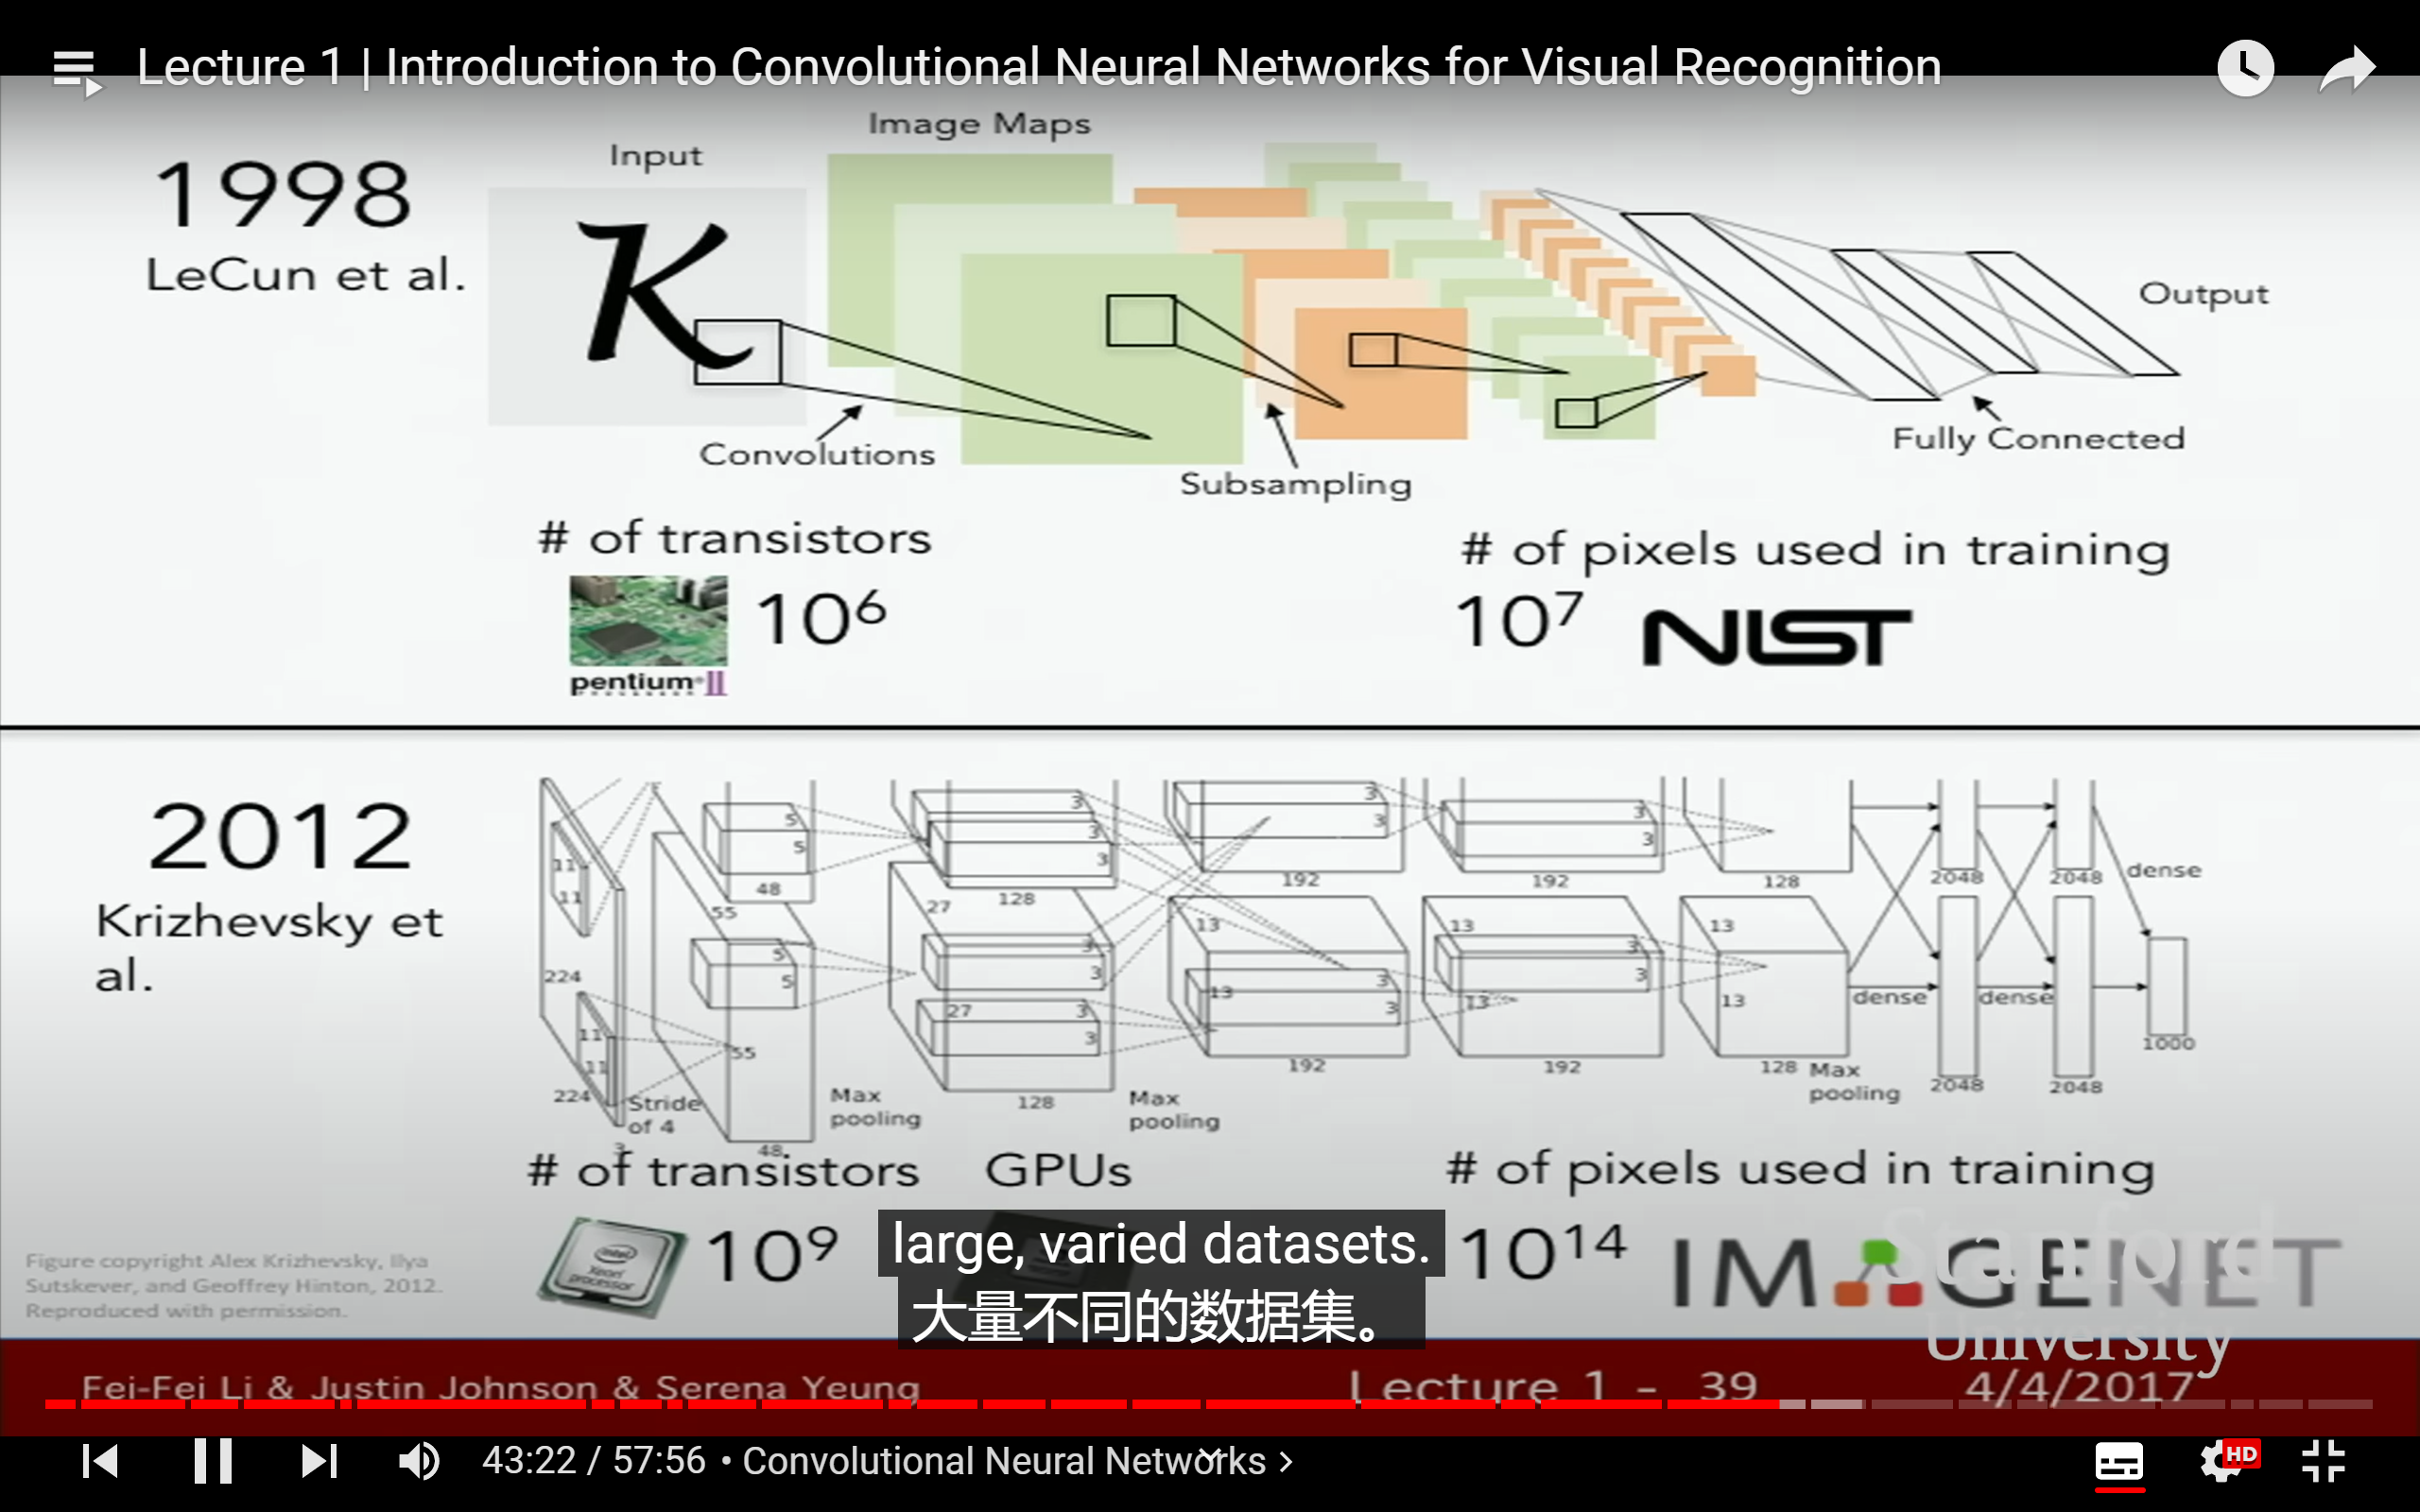 Lecture 1 | Introduction to Convolutional Neural Networks for Visual Recognition
1998
LeCun et al.
Input
Image Maps
Output
Convolutions
Subsampling
Fully Connected
# of transistors
10⁶
pentium® II
# of pixels used in training
10⁷
NIST
2012
Krizhevsky et
al.
5
5
48
3
3
3
128
3
3
192
3
3
192
128
2048
2048
dense
11
11
224
11
11
224
Stride
of 4
3
55
5
5
55
48
Max
pooling
27
3
3
27
3
3
128
Max
pooling
13
13
3
3
192
13
3
3
13
192
13
13
128
Max
pooling
dense
dense
2048
2048
1000
# of transistors
GPUs
10⁹
intel
Xeon
processor
# of pixels used in training
10¹⁴
IMAGENET
Stanford
University
Figure copyright Alex Krizhevsky, Ilya
Sutskever, and Geoffrey Hinton, 2012.
Reproduced with permission.
large, varied datasets.
大量不同的数据集。
Fei-Fei Li & Justin Johnson & Serena Yeung
Lecture 1 - 39
4/4/2017
43:22 / 57:56 • Convolutional Neural Networks
HD